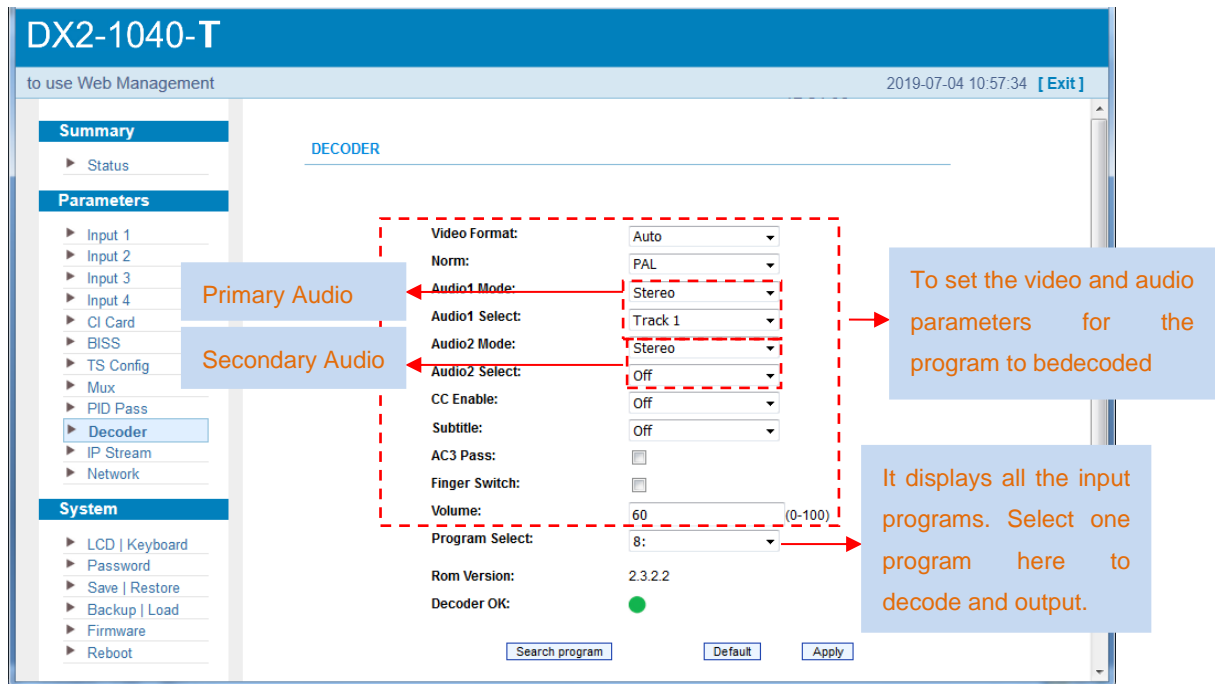 DX2-1040-T
to use Web Management
2019-07-04 10:57:34 [ Exit ]
Summary
Status
Parameters
Input 1
Input 2
Input 3
Input 4
CI Card
BISS
TS Config
Mux
PID Pass
Decoder
IP Stream
Network
System
LCD | Keyboard
Password
Save | Restore
Backup | Load
Firmware
Reboot
DECODER
Video Format: Auto
Norm: PAL
Audio1 Mode: Stereo
Audio1 Select: Track 1
Audio2 Mode: Stereo
Audio2 Select: Off
CC Enable: Off
Subtitle: Off
AC3 Pass:
Finger Switch:
Volume: 60 (0-100)
Program Select: 8:
Rom Version: 2.3.2.2
Decoder OK:
Search program Default Apply
Primary Audio
Secondary Audio
To set the video and audio
parameters for the
program to bedecoded
It displays all the input
programs. Select one
program here to
decode and output.